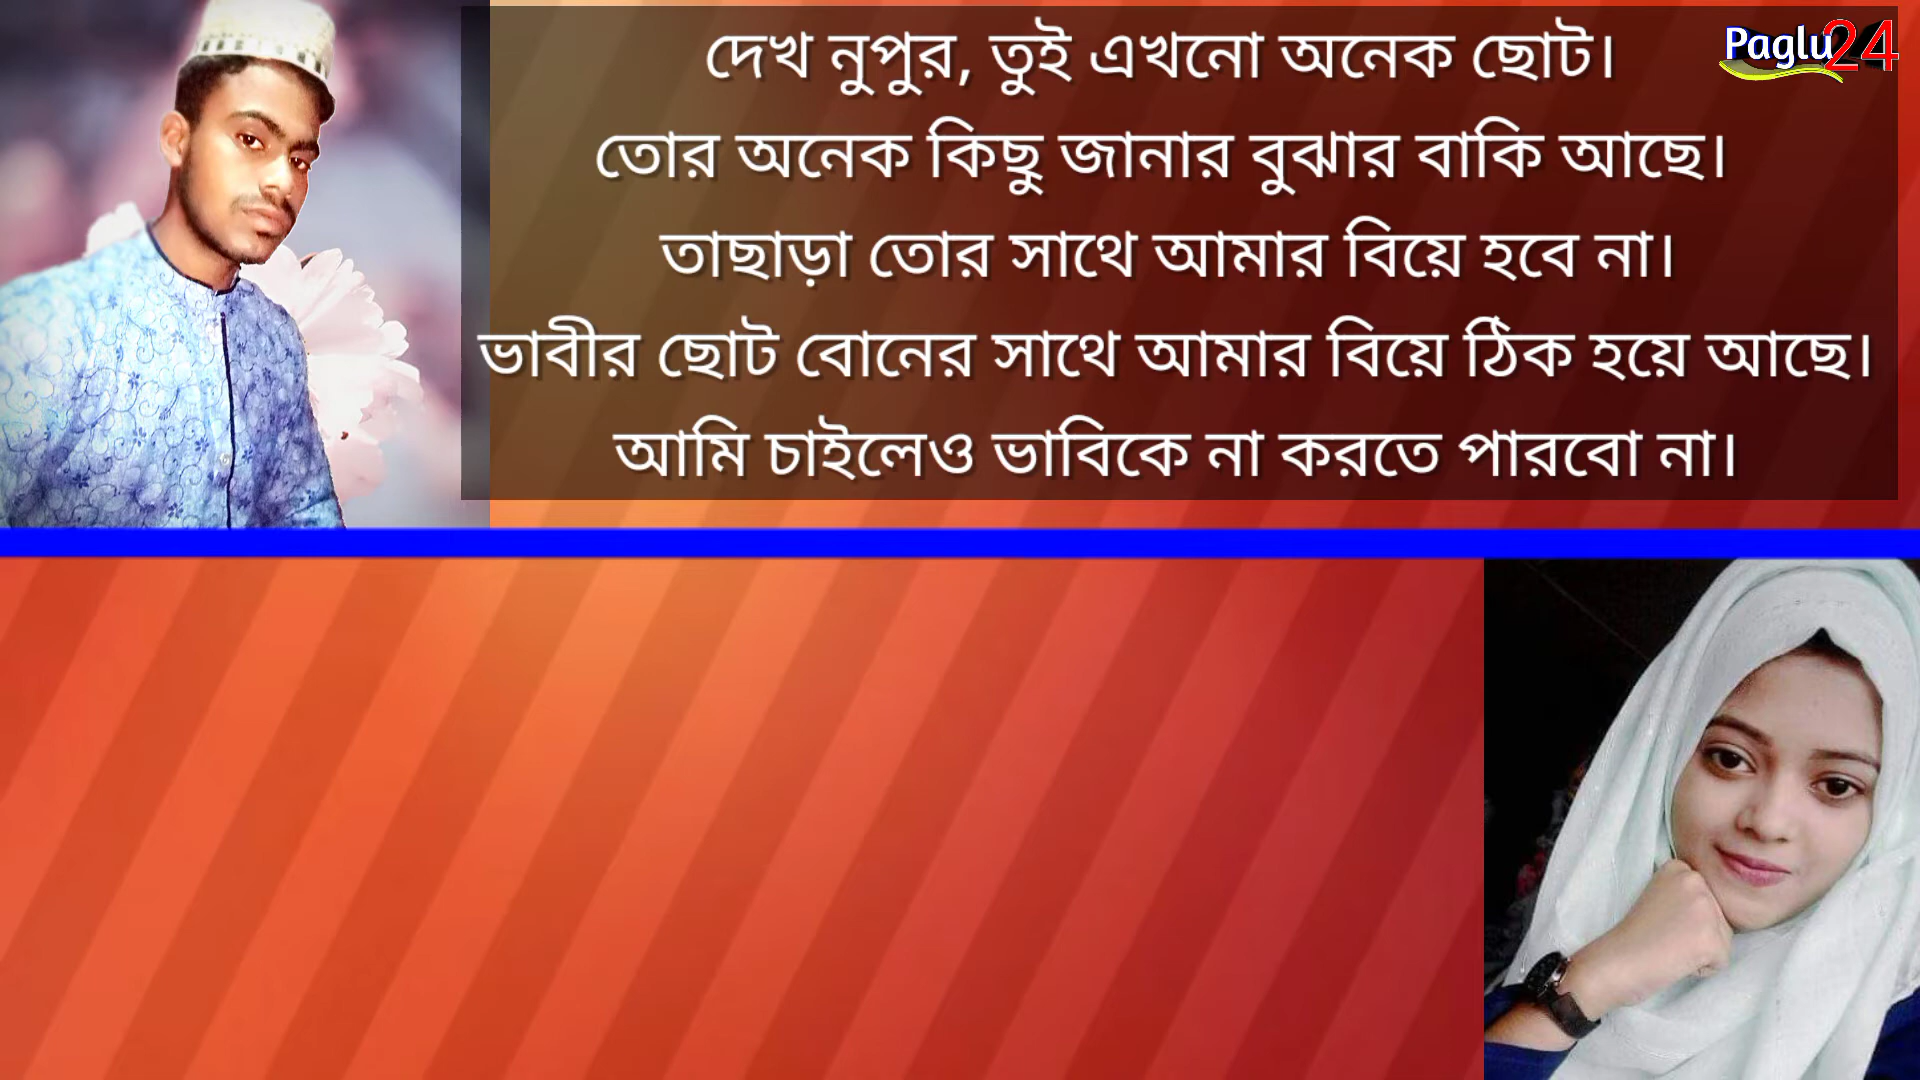 দেখ নুপুর, তুই এখনো অনেক ছোট।
Paglu24
তোর অনেক কিছু জানার বুঝার বাকি আছে।
তাছাড়া তোর সাথে আমার বিয়ে হবে না।
ভাবীর ছোট বোনের সাথে আমার বিয়ে ঠিক হয়ে আছে।
আমি চাইলেও ভাবিকে না করতে পারবো না।